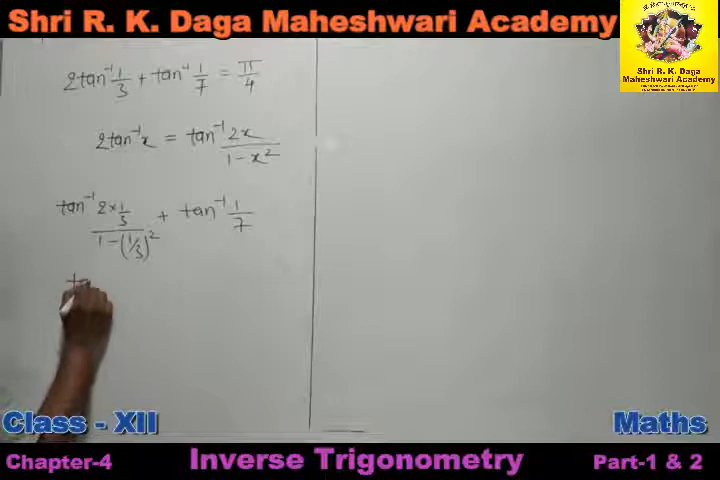 Shri R. K. Daga Maheshwari Academy
Shri R. K. Daga
Maheshwari Academy
2tan⁻¹ 1/3 + tan⁻¹ 1/7 = π/4
2tan⁻¹x = tan⁻¹ 2x/(1-x²)
tan⁻¹ (2×1/3)/(1-(1/3)²) + tan⁻¹ 1/7
Class - XII
Maths
Chapter-4
Inverse Trigonometry
Part-1 & 2